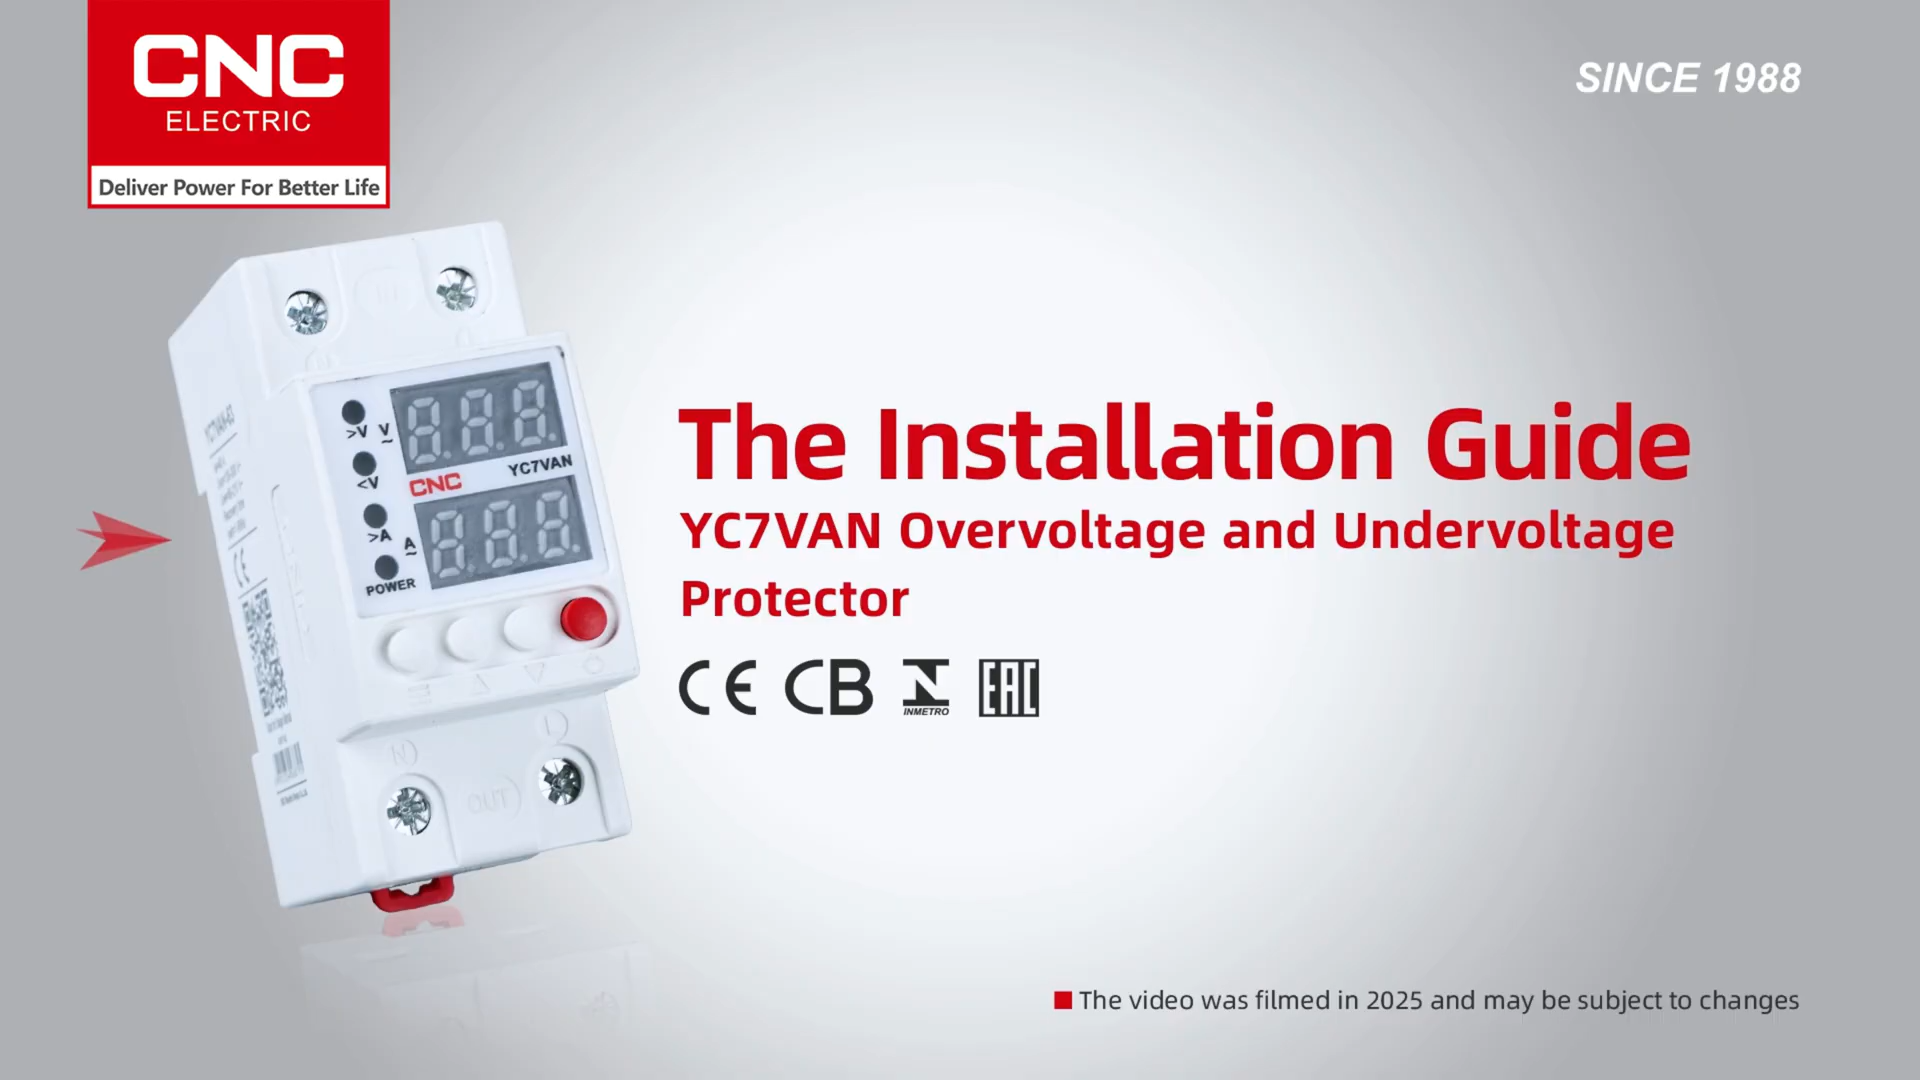 CNC
ELECTRIC
Deliver Power For Better Life
SINCE 1988
>V
V
<V
YC7VAN
CNC
>A
A
POWER
N
OUT
L
The Installation Guide
YC7VAN Overvoltage and Undervoltage
Protector
CE CB INMETRO EAC
The video was filmed in 2025 and may be subject to changes